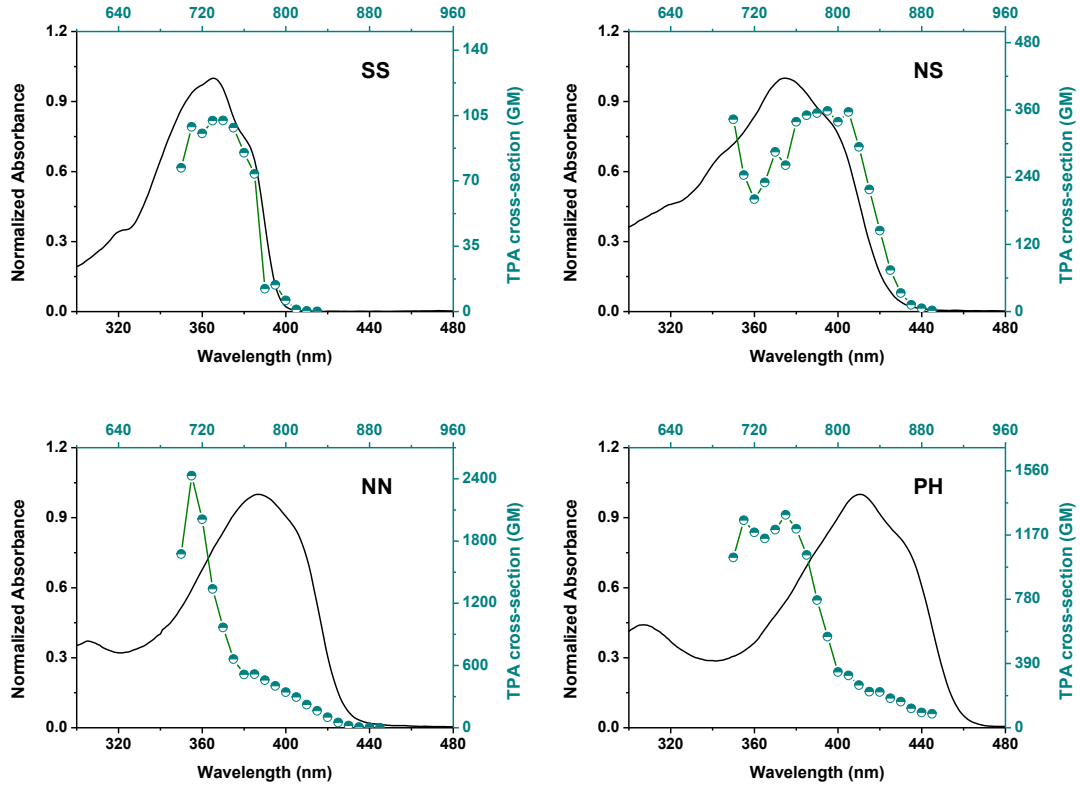 640 720 800 880 960
1.2 0.9 0.6 0.3 0.0
Normalized Absorbance
SS
140 105 70 35 0
TPA cross-section (GM)
320 360 400 440 480
Wavelength (nm)
640 720 800 880 960
1.2 0.9 0.6 0.3 0.0
Normalized Absorbance
NS
480 360 240 120 0
TPA cross-section (GM)
320 360 400 440 480
Wavelength (nm)
640 720 800 880 960
1.2 0.9 0.6 0.3 0.0
Normalized Absorbance
NN
2400 1800 1200 600 0
TPA cross-section (GM)
320 360 400 440 480
Wavelength (nm)
640 720 800 880 960
1.2 0.9 0.6 0.3 0.0
Normalized Absorbance
PH
1560 1170 780 390 0
TPA cross-section (GM)
320 360 400 440 480
Wavelength (nm)